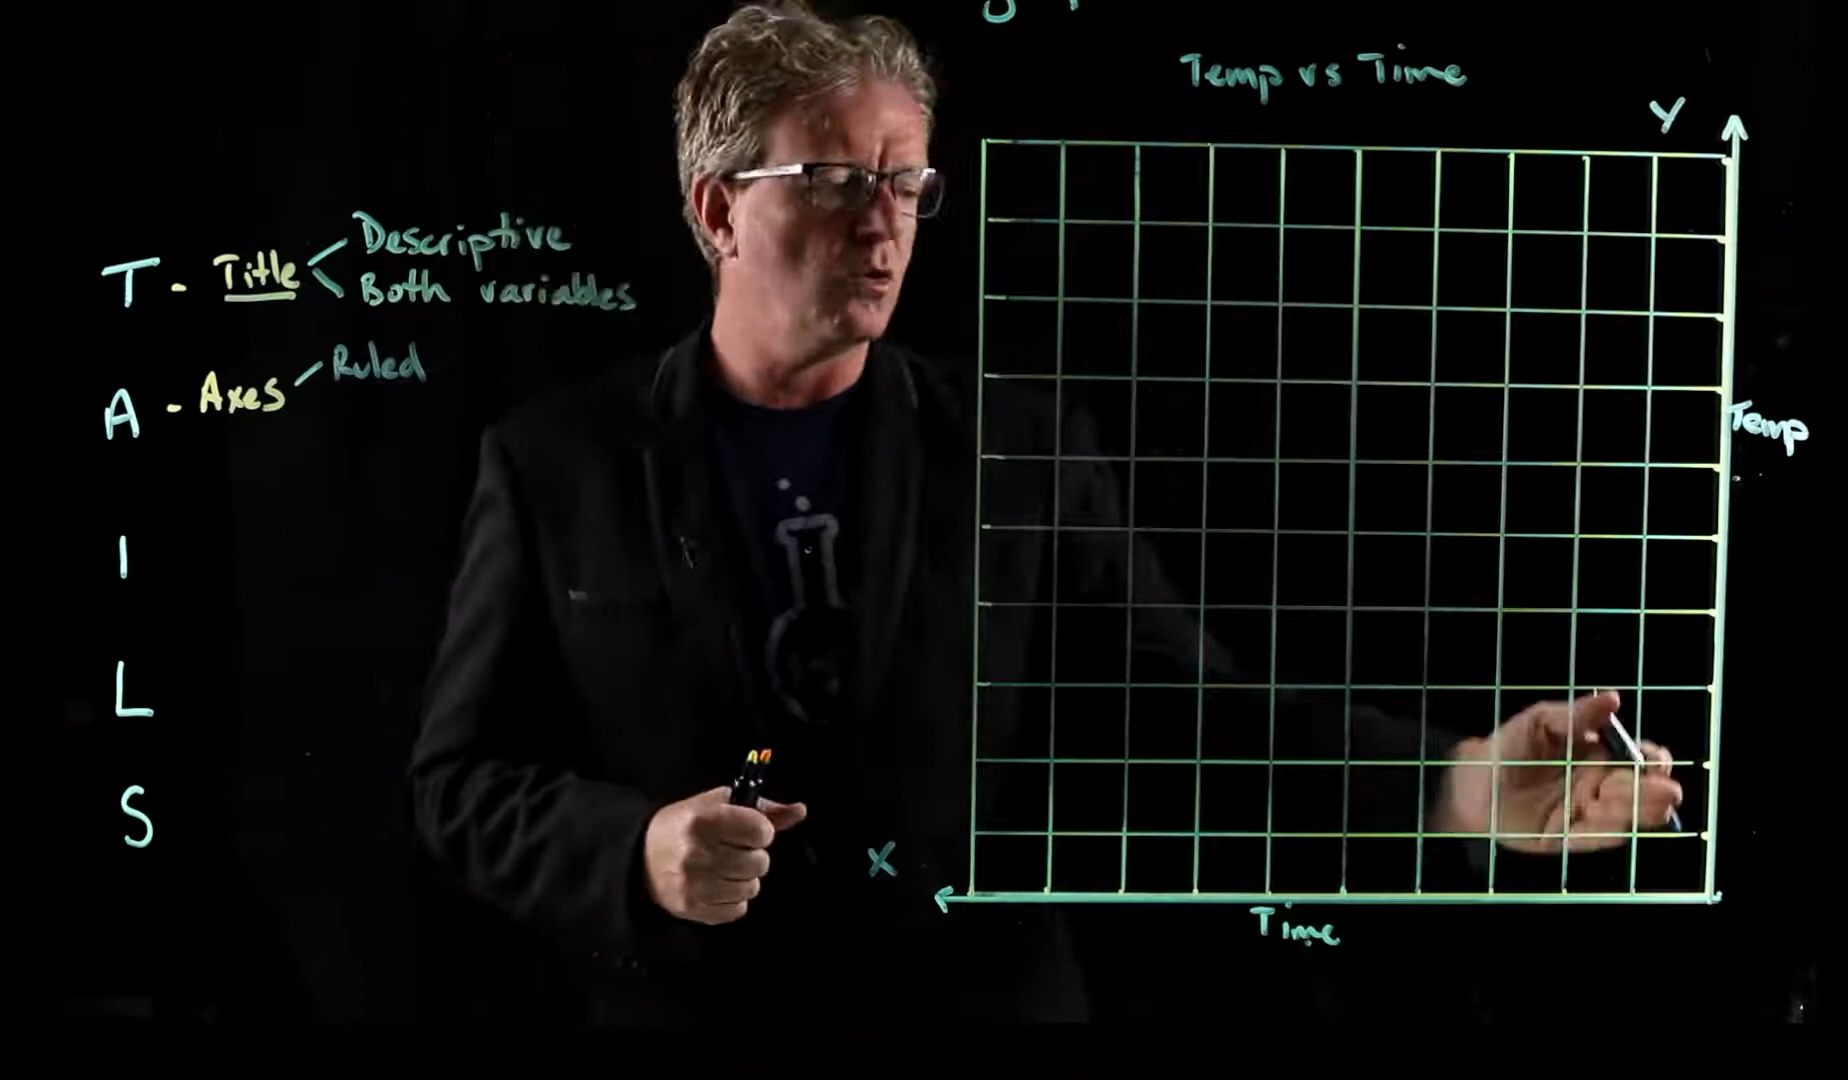 Temp vs Time
Y
T - Title
Descriptive
Both variables
A - Axes
Ruled
Temp
I
L
S
X
Time